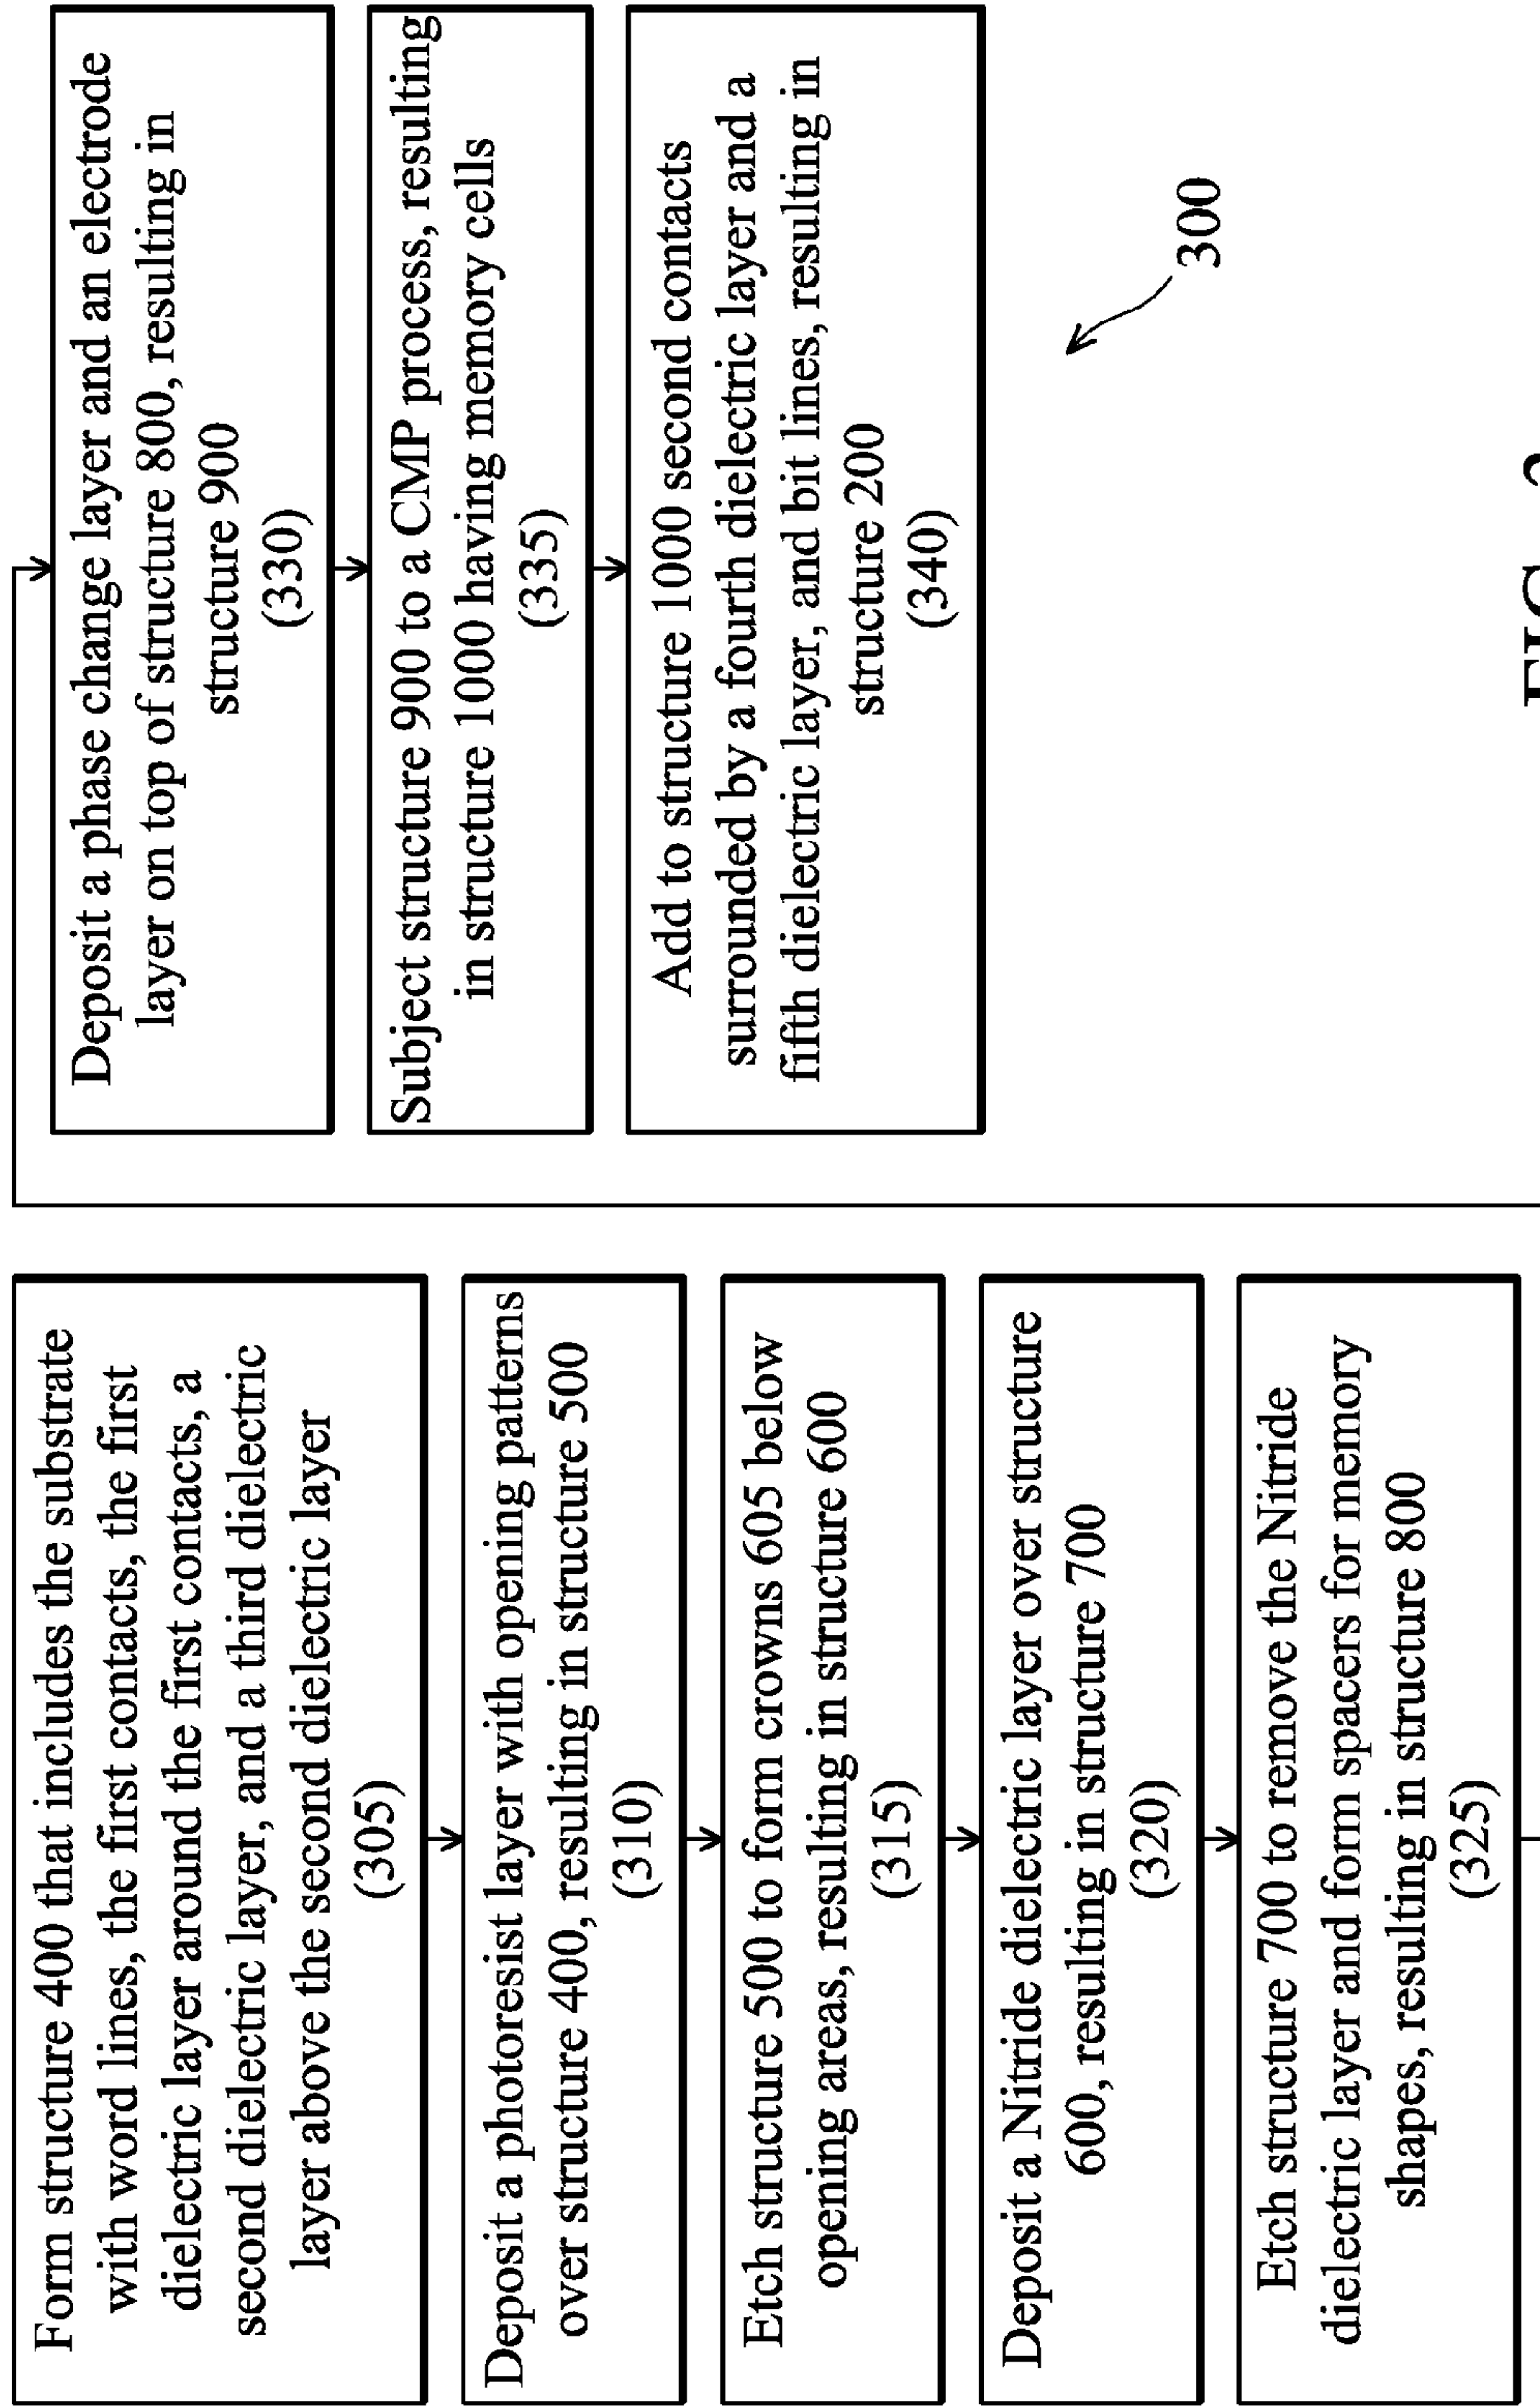 Form structure 400 that includes the substrate
with word lines, the first contacts, the first
dielectric layer around the first contacts, a
second dielectric layer, and a third dielectric
layer above the second dielectric layer
(305)
Deposit a photoresist layer with opening patterns
over structure 400, resulting in structure 500
(310)
Etch structure 500 to form crowns 605 below
opening areas, resulting in structure 600
(315)
Deposit a Nitride dielectric layer over structure
600, resulting in structure 700
(320)
Etch structure 700 to remove the Nitride
dielectric layer and form spacers for memory
shapes, resulting in structure 800
(325)
Deposit a phase change layer and an electrode
layer on top of structure 800, resulting in
structure 900
(330)
Subject structure 900 to a CMP process, resulting
in structure 1000 having memory cells
(335)
Add to structure 1000 second contacts
surrounded by a fourth dielectric layer and a
fifth dielectric layer, and bit lines, resulting in
structure 200
(340)
300